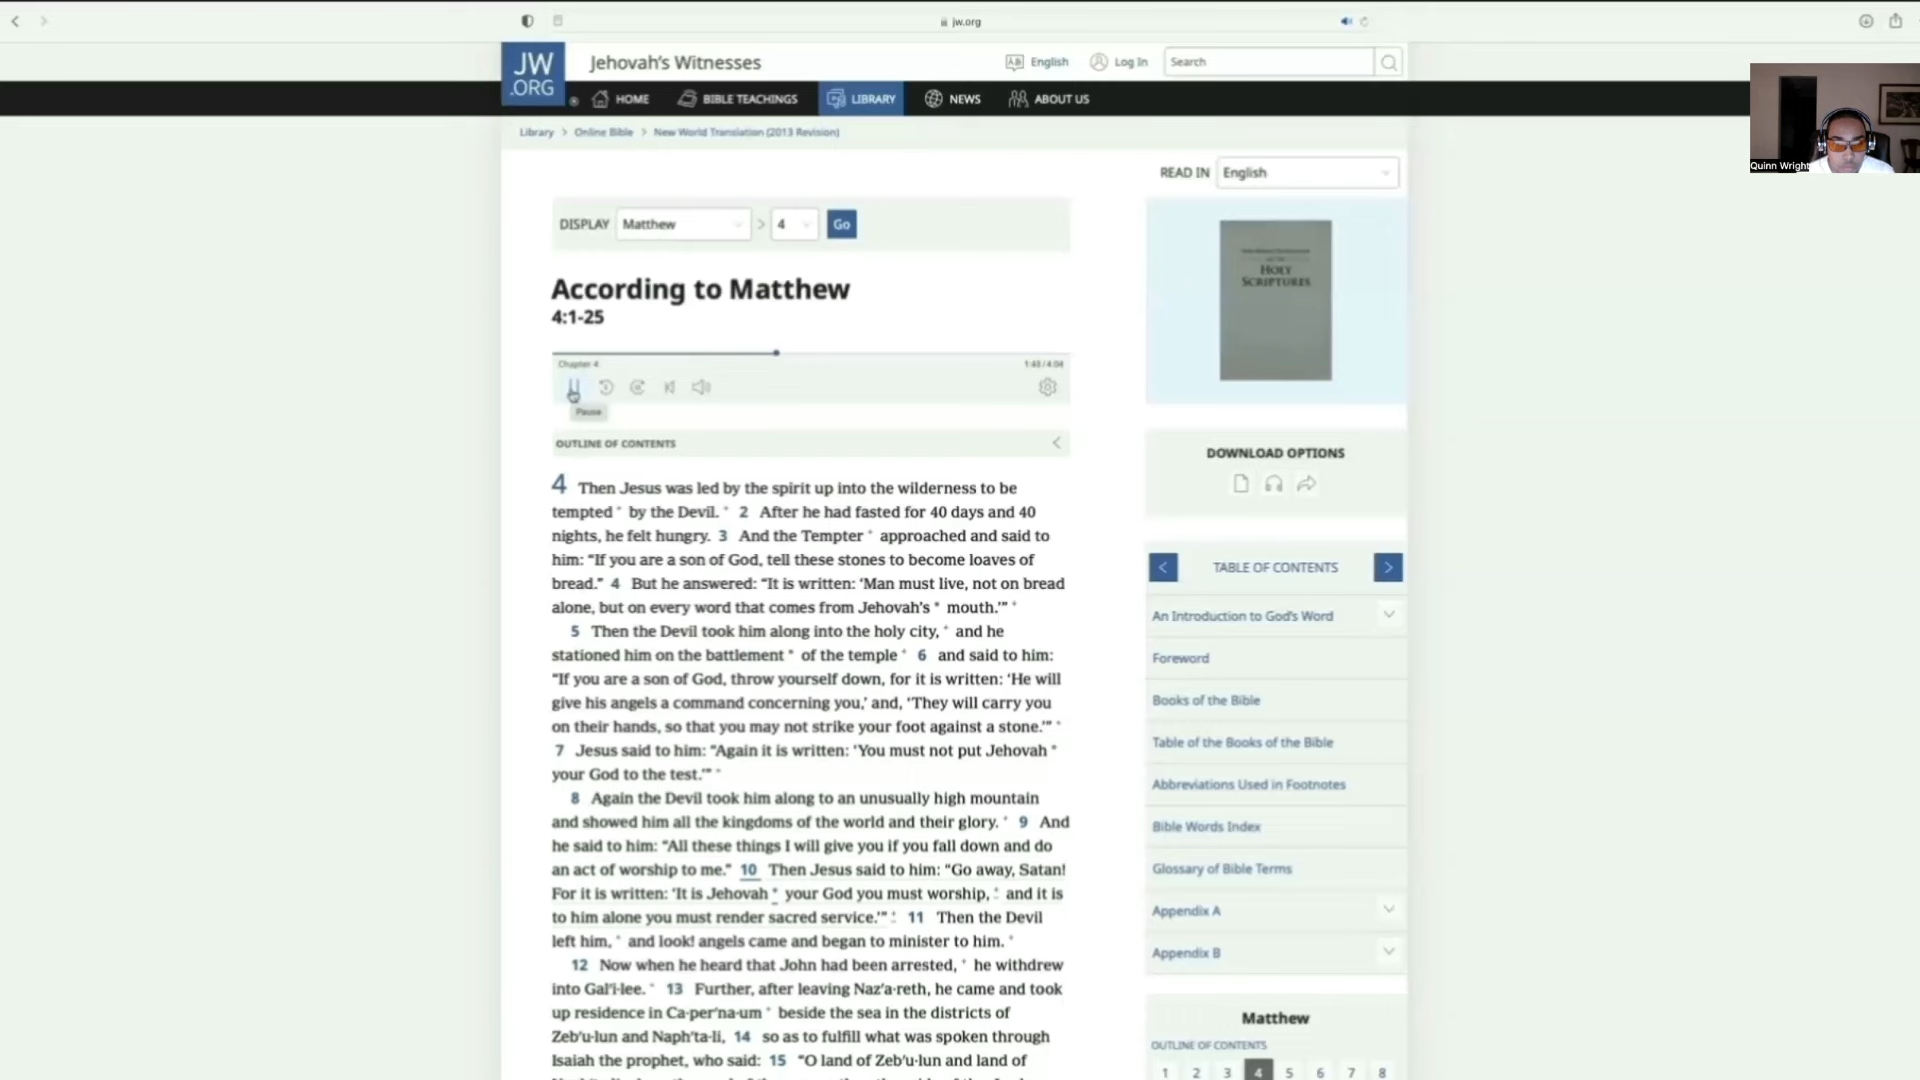 jw.org
JW
.ORG
Jehovah's Witnesses
English
Log In
Search
HOME
BIBLE TEACHINGS
LIBRARY
NEWS
ABOUT US
Quinn Wright
Library > Online Bible > New World Translation (2013 Revision)
READ IN English
DISPLAY Matthew > 4 Go
HOLY
SCRIPTURES
According to Matthew
4:1-25
Chapter 4
Pause
OUTLINE OF CONTENTS
4 Then Jesus was led by the spirit up into the wilderness to be
tempted + by the Devil. + 2 After he had fasted for 40 days and 40
nights, he felt hungry. 3 And the Tempter + approached and said to
him: “If you are a son of God, tell these stones to become loaves of
bread.” 4 But he answered: “It is written: ‘Man must live, not on bread
alone, but on every word that comes from Jehovah's * mouth.’” +
5 Then the Devil took him along into the holy city, + and he
stationed him on the battlement * of the temple + 6 and said to him:
“If you are a son of God, throw yourself down, for it is written: ‘He will
give his angels a command concerning you,’ and, ‘They will carry you
on their hands, so that you may not strike your foot against a stone.’” +
7 Jesus said to him: “Again it is written: ‘You must not put Jehovah *
your God to the test.’” +
8 Again the Devil took him along to an unusually high mountain
and showed him all the kingdoms of the world and their glory. + 9 And
he said to him: “All these things I will give you if you fall down and do
an act of worship to me.” 10 Then Jesus said to him: “Go away, Satan!
For it is written: ‘It is Jehovah * your God you must worship, + and it is
to him alone you must render sacred service.’” + 11 Then the Devil
left him, + and look! angels came and began to minister to him. +
12 Now when he heard that John had been arrested, + he withdrew
into Gal′i·lee. + 13 Further, after leaving Naz′a·reth, he came and took
up residence in Ca·per′na·um + beside the sea in the districts of
Zeb′u·lun and Naph′ta·li, 14 so as to fulfill what was spoken through
Isaiah the prophet, who said: 15 “O land of Zeb′u·lun and land of
DOWNLOAD OPTIONS
TABLE OF CONTENTS
An Introduction to God's Word
Foreword
Books of the Bible
Table of the Books of the Bible
Abbreviations Used in Footnotes
Bible Words Index
Glossary of Bible Terms
Appendix A
Appendix B
Matthew
OUTLINE OF CONTENTS
1 2 3 4 5 6 7 8